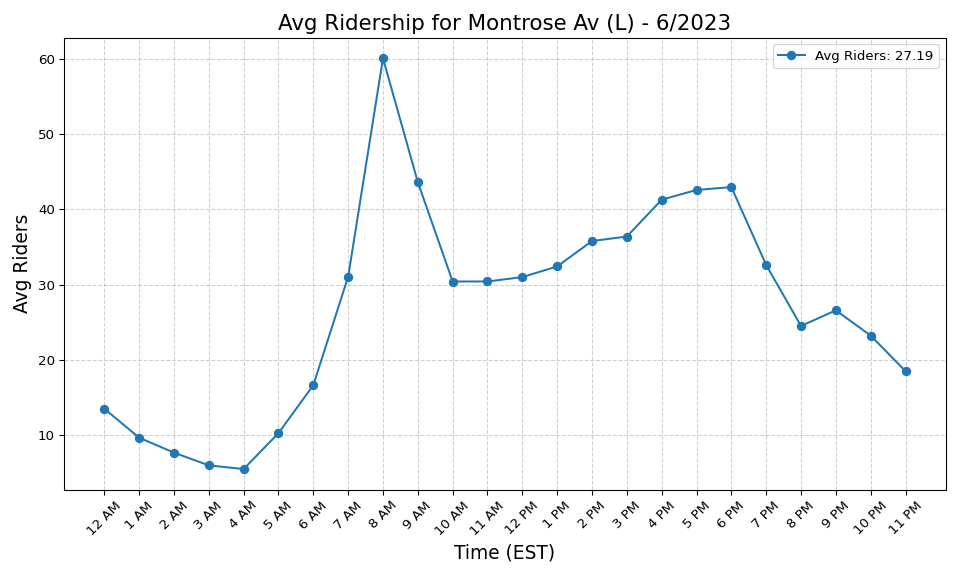 Avg Ridership for Montrose Av (L) - 6/2023
Avg Riders: 27.19
Avg Riders
60
50
40
30
20
10
12 AM 1 AM 2 AM 3 AM 4 AM 5 AM 6 AM 7 AM 8 AM 9 AM 10 AM 11 AM 12 PM 1 PM 2 PM 3 PM 4 PM 5 PM 6 PM 7 PM 8 PM 9 PM 10 PM 11 PM
Time (EST)